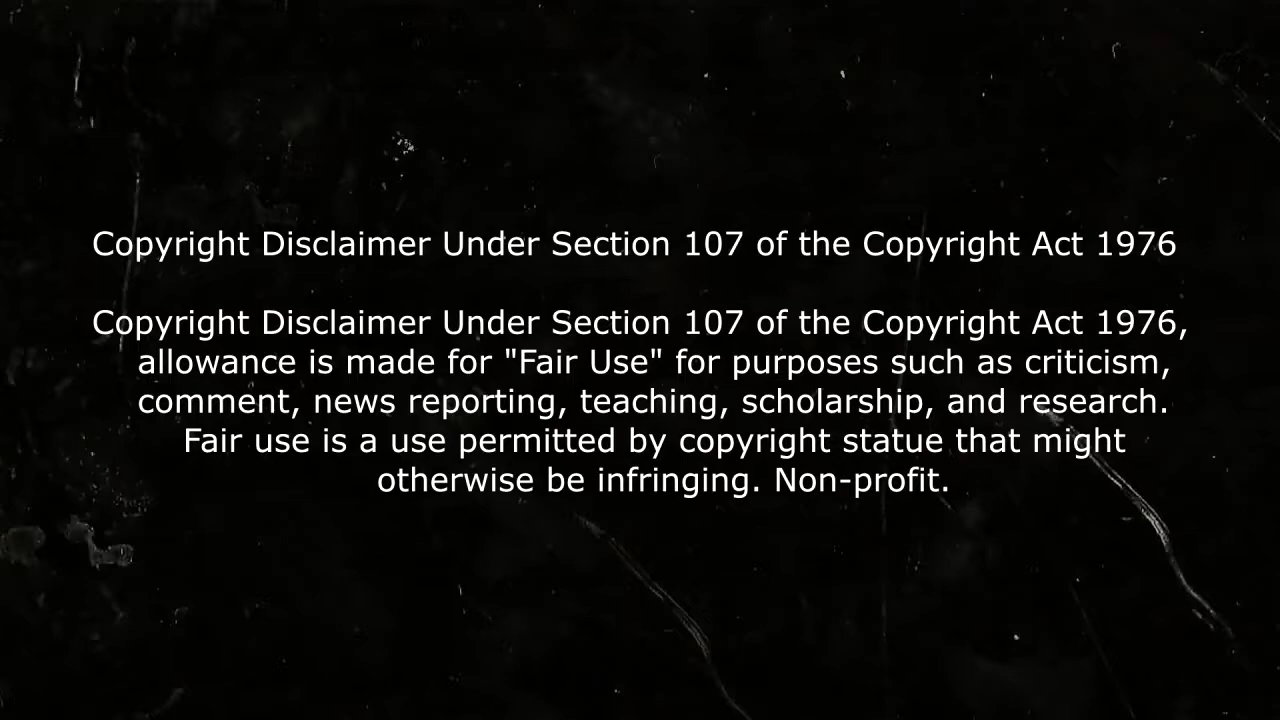 Copyright Disclaimer Under Section 107 of the Copyright Act 1976
Copyright Disclaimer Under Section 107 of the Copyright Act 1976,
allowance is made for "Fair Use" for purposes such as criticism,
comment, news reporting, teaching, scholarship, and research.
Fair use is a use permitted by copyright statue that might
otherwise be infringing. Non-profit.